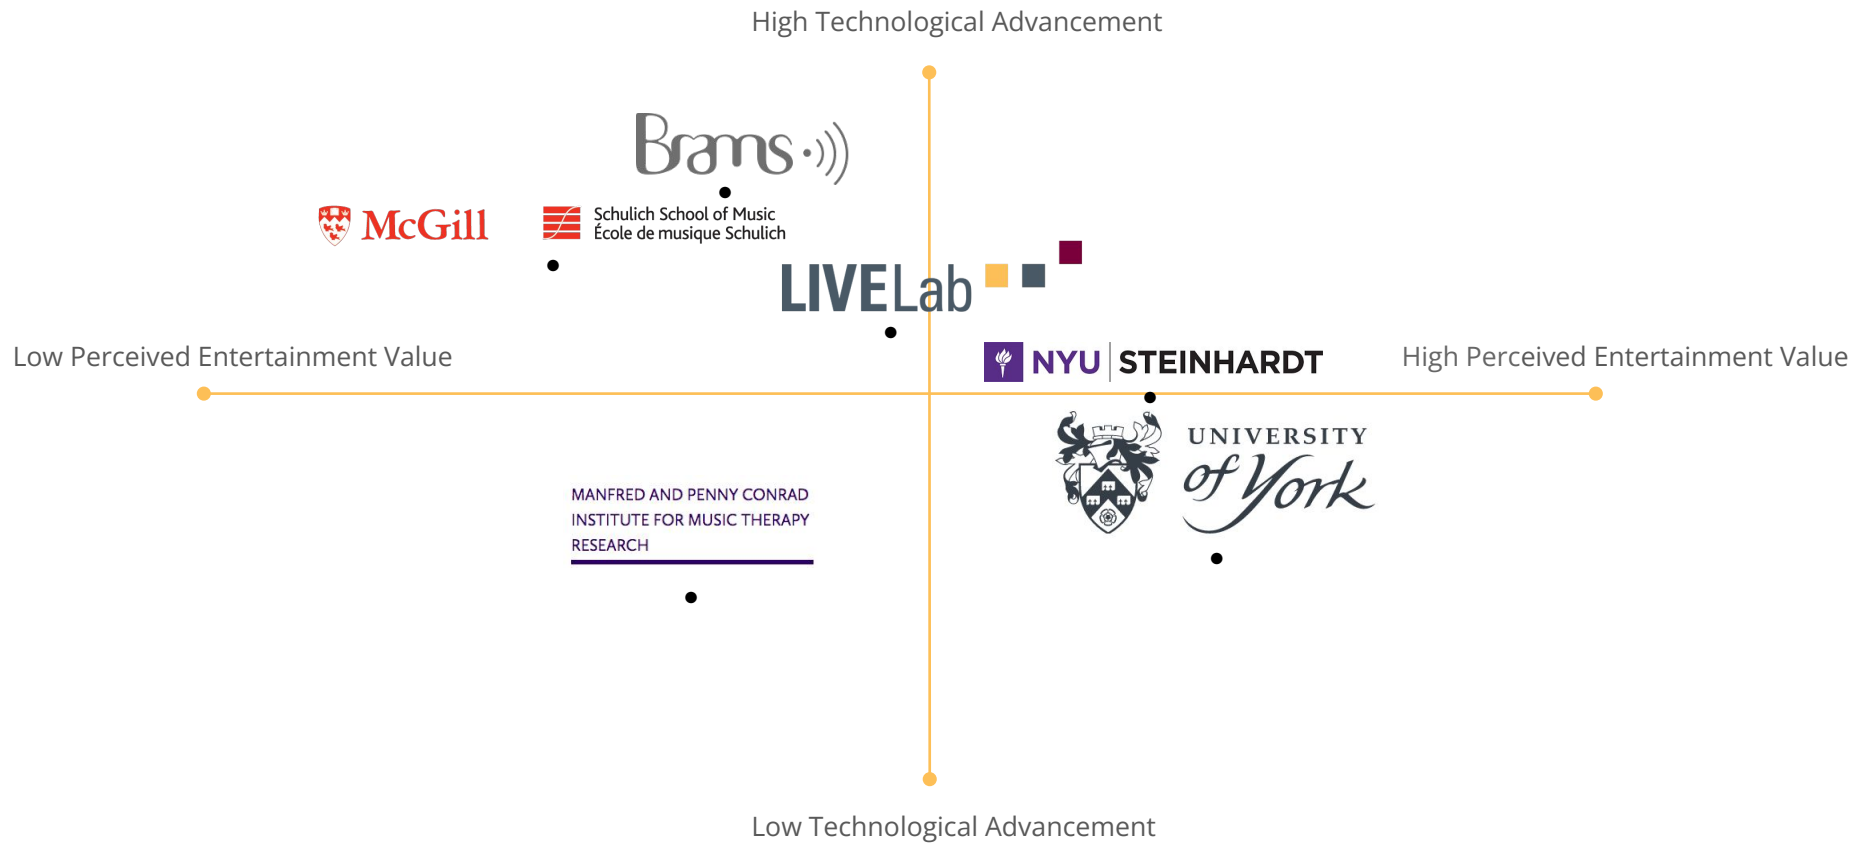 High Technological Advancement
Brams
McGill
Schulich School of Music
École de musique Schulich
LIVELab
Low Perceived Entertainment Value
NYU STEINHARDT
High Perceived Entertainment Value
UNIVERSITY
of York
MANFRED AND PENNY CONRAD
INSTITUTE FOR MUSIC THERAPY
RESEARCH
Low Technological Advancement